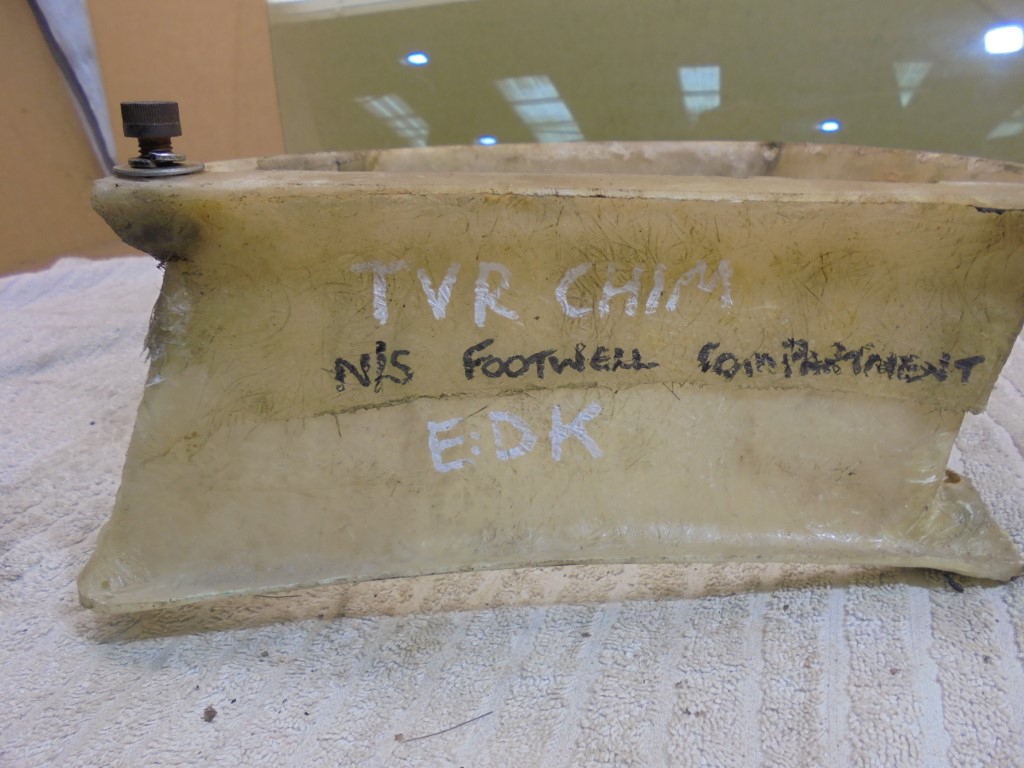 TVR CHIM
N/S FOOTWELL COMPARTMENT
E:DK